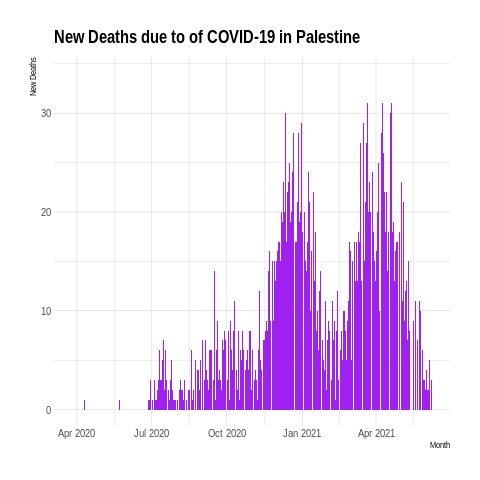 New Deaths due to of COVID-19 in Palestine
New Deaths
30
20
10
0
Apr 2020 Jul 2020 Oct 2020 Jan 2021 Apr 2021
Month